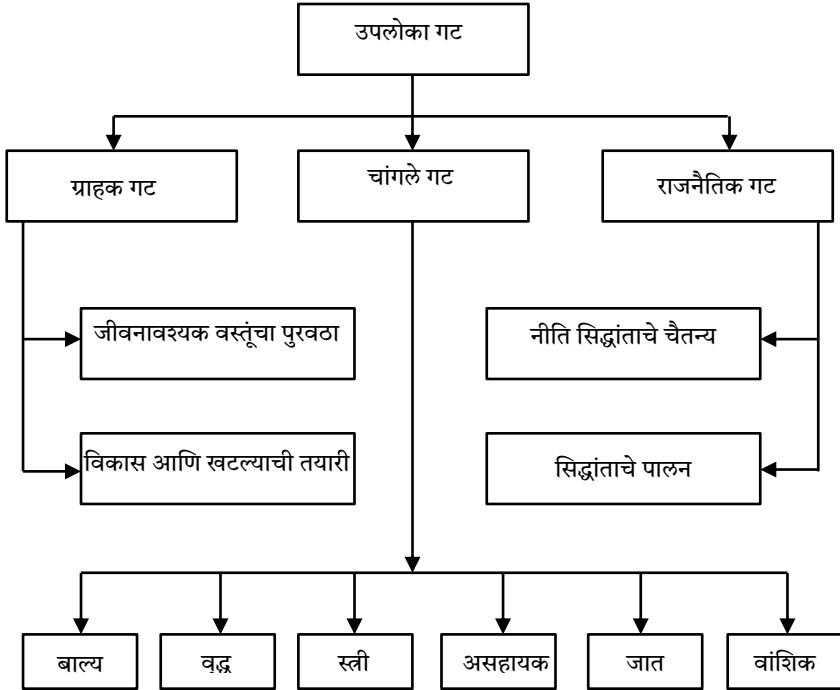 उपलोका गट
ग्राहक गट
चांगले गट
राजनैतिक गट
जीवनावश्यक वस्तूंचा पुरवठा
नीति सिद्धांताचे चैतन्य
विकास आणि खटल्याची तयारी
सिद्धांताचे पालन
बाल्य
वृद्ध
स्त्री
असहायक
जात
वांशिक